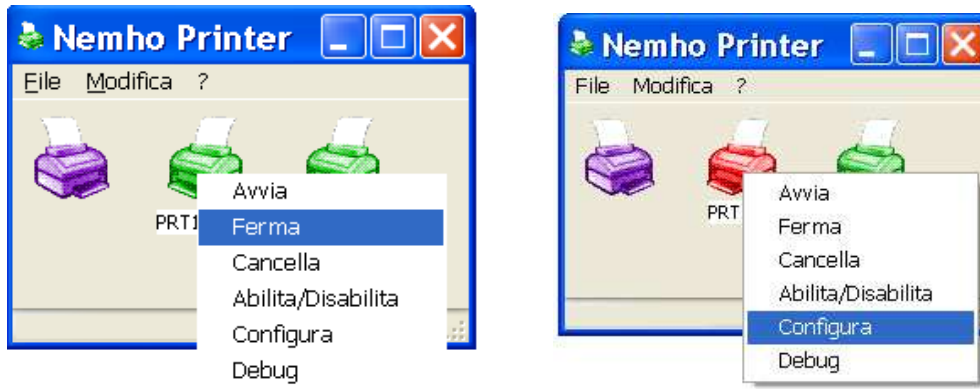 Nemho Printer
File Modifica ?
PRT1
Avvia
Ferma
Cancella
Abilita/Disabilita
Configura
Debug
Nemho Printer
File Modifica ?
PRT
Avvia
Ferma
Cancella
Abilita/Disabilita
Configura
Debug